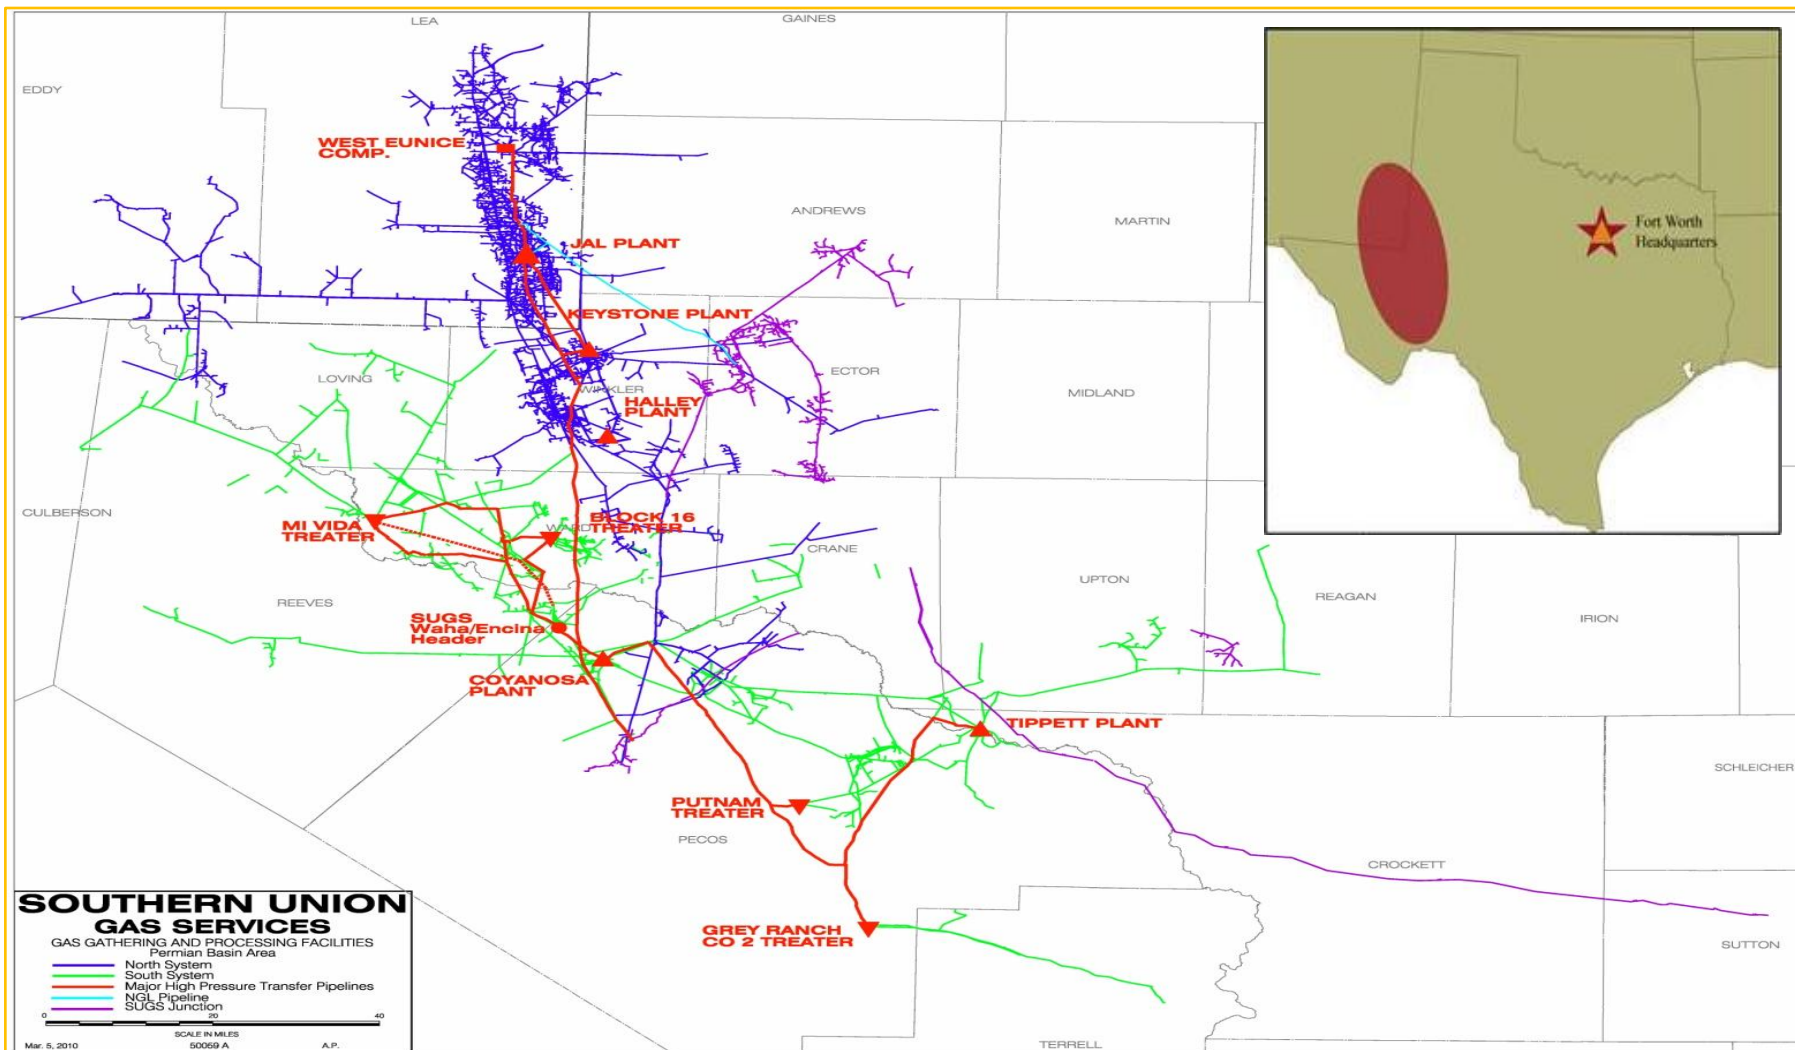 LEA
GAINES
EDDY
WEST EUNICE
COMP.
ANDREWS
MARTIN
JAL PLANT
KEYSTONE PLANT
LOVING
WINKLER
ECTOR
MIDLAND
HALLEY
PLANT
CULBERSON
MI VIDA
TREATER
BLOCK 16
TREATER
WARD
CRANE
UPTON
REAGAN
IRION
REEVES
SUGS
Waha/Encina
Header
COYANOSA
PLANT
TIPPETT PLANT
SCHLEICHER
PUTNAM
TREATER
PECOS
CROCKETT
GREY RANCH
CO 2 TREATER
SUTTON
TERRELL
Fort Worth
Headquarters
SOUTHERN UNION
GAS SERVICES
GAS GATHERING AND PROCESSING FACILITIES
Permian Basin Area
North System
South System
Major High Pressure Transfer Pipelines
NGL Pipeline
SUGS Junction
0 20 40
SCALE IN MILES
Mar. 5, 2010 50059 A A.P.